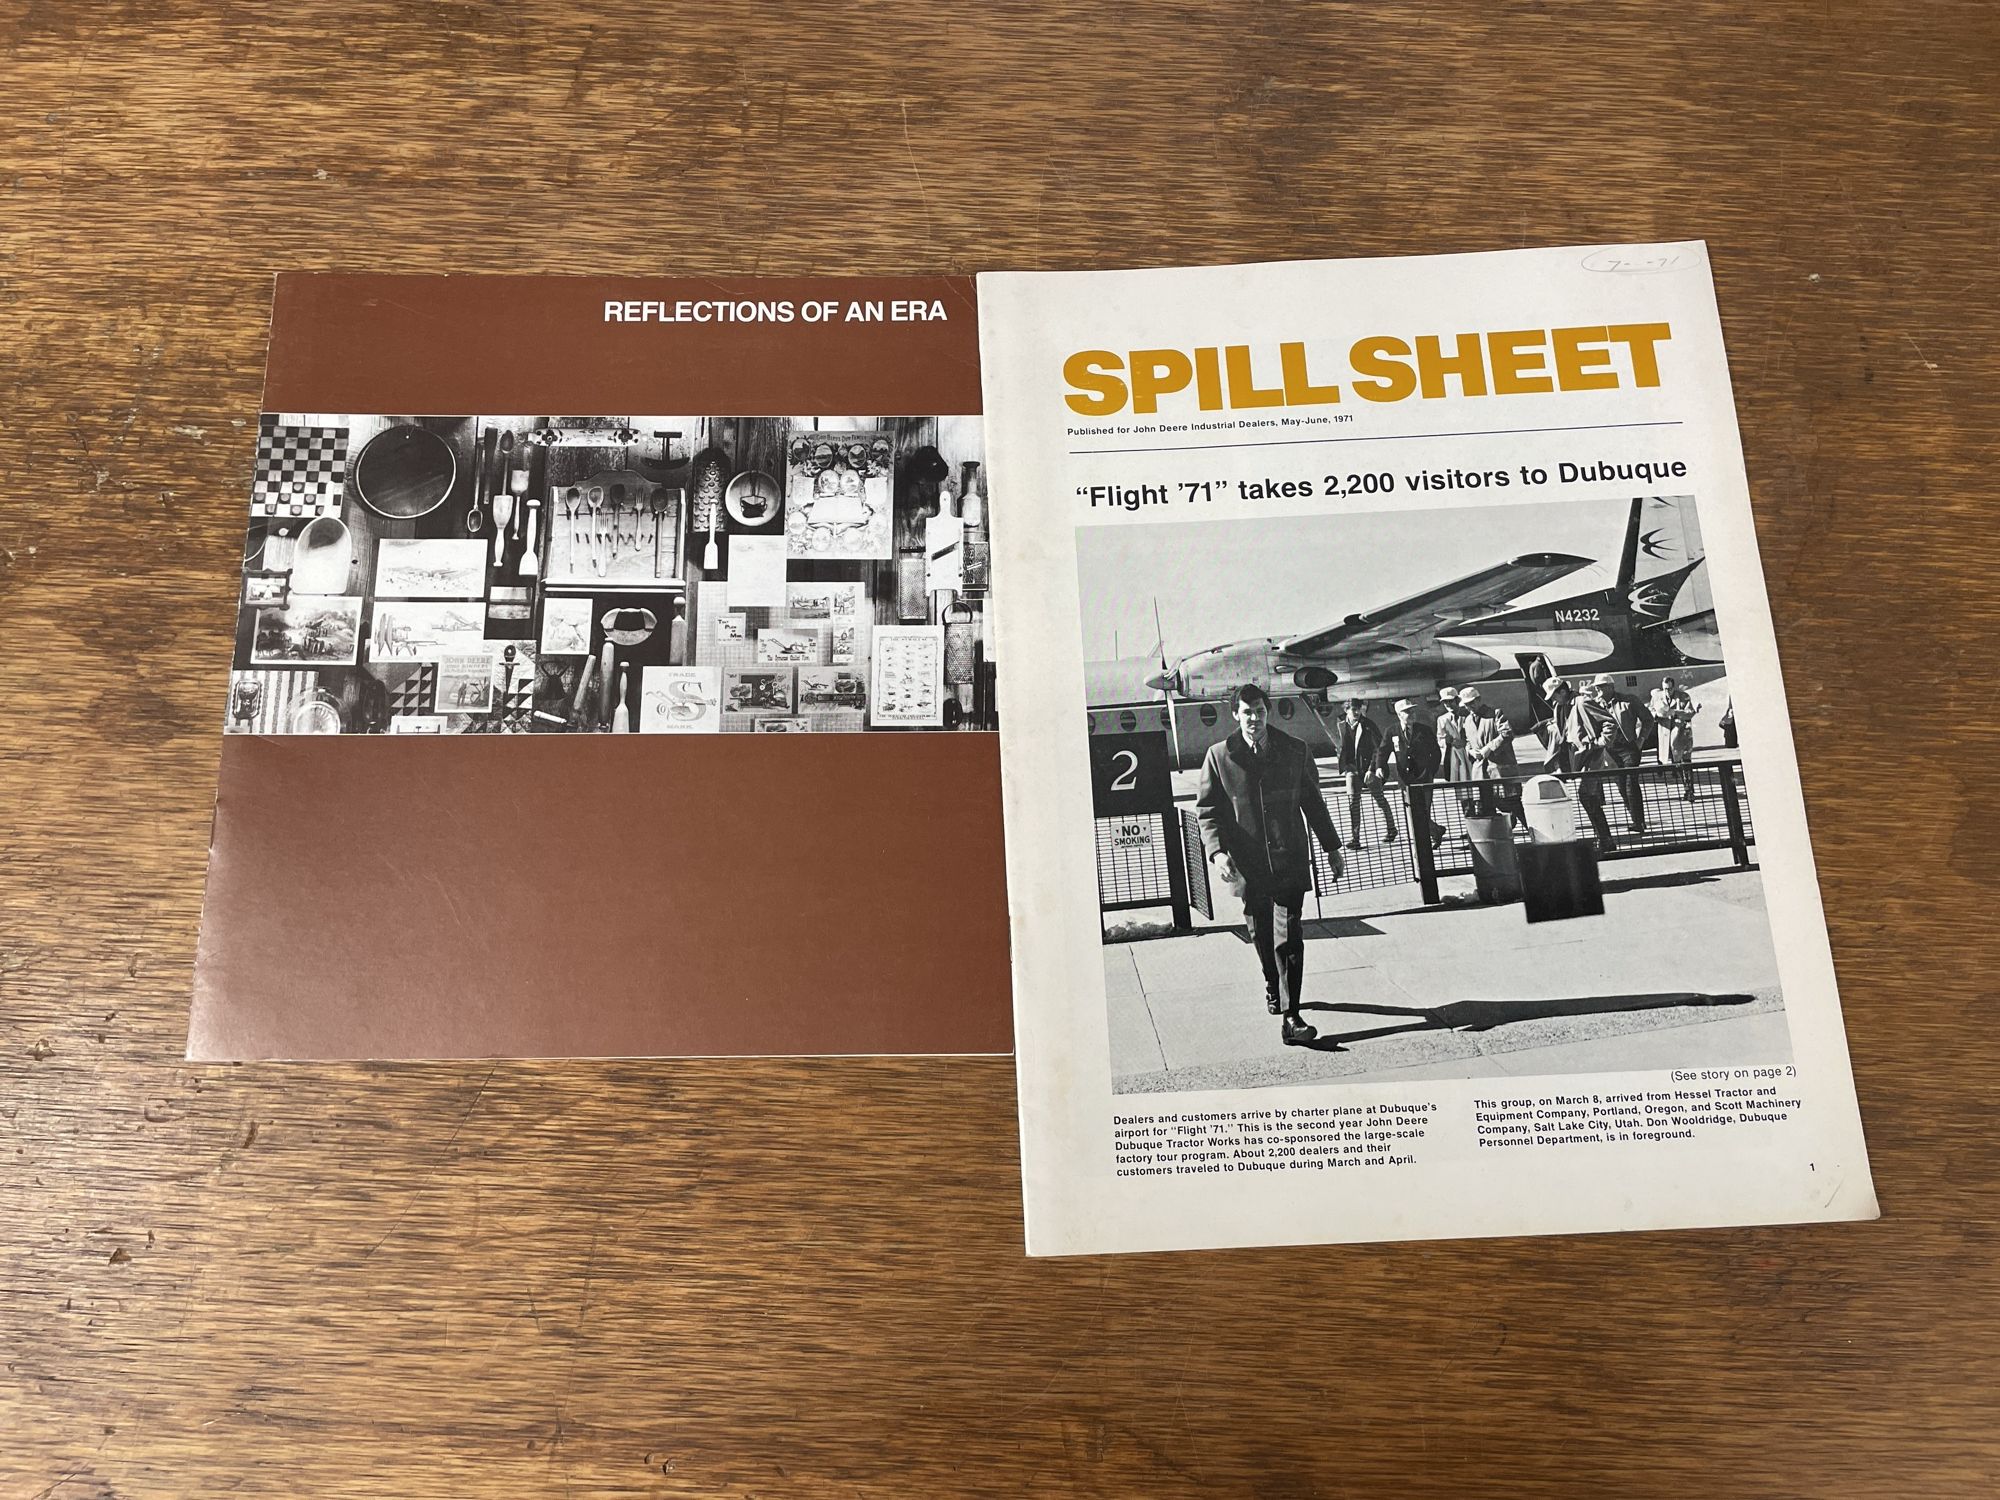 REFLECTIONS OF AN ERA
JOHN DEERE
TRADE
S
MARK
SPILL SHEET
Published for John Deere Industrial Dealers, May-June, 1971
“Flight ’71” takes 2,200 visitors to Dubuque
N4232
2
NO
SMOKING
(See story on page 2)
Dealers and customers arrive by charter plane at Dubuque’s
airport for “Flight ’71.” This is the second year John Deere
Dubuque Tractor Works has co-sponsored the large-scale
factory tour program. About 2,200 dealers and their
customers traveled to Dubuque during March and April.
This group, on March 8, arrived from Hessel Tractor and
Equipment Company, Portland, Oregon, and Scott Machinery
Company, Salt Lake City, Utah. Don Wooldridge, Dubuque
Personnel Department, is in foreground.
1